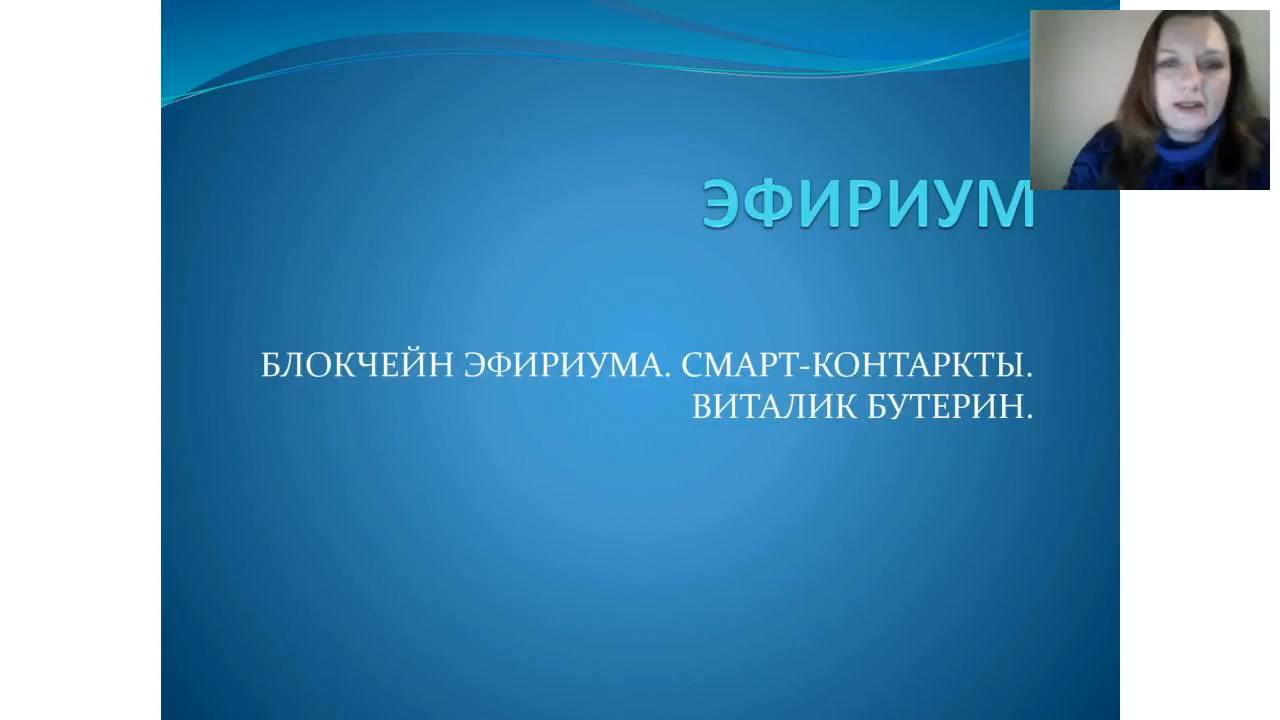 ЭФИРИУМ
БЛОКЧЕЙН ЭФИРИУМА. СМАРТ-КОНТАРКТЫ.
ВИТАЛИК БУТЕРИН.